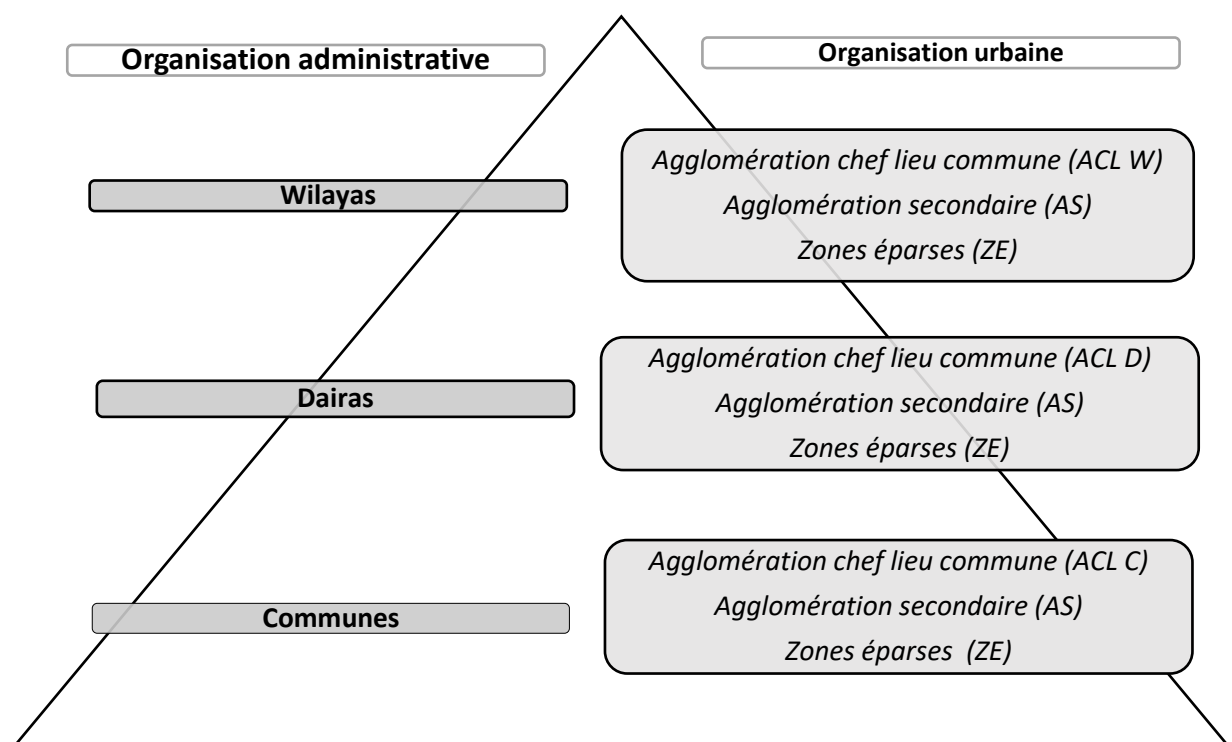 Organisation administrative
Organisation urbaine
Wilayas
Agglomération chef lieu commune (ACL W)
Agglomération secondaire (AS)
Zones éparses (ZE)
Dairas
Agglomération chef lieu commune (ACL D)
Agglomération secondaire (AS)
Zones éparses (ZE)
Communes
Agglomération chef lieu commune (ACL C)
Agglomération secondaire (AS)
Zones éparses (ZE)